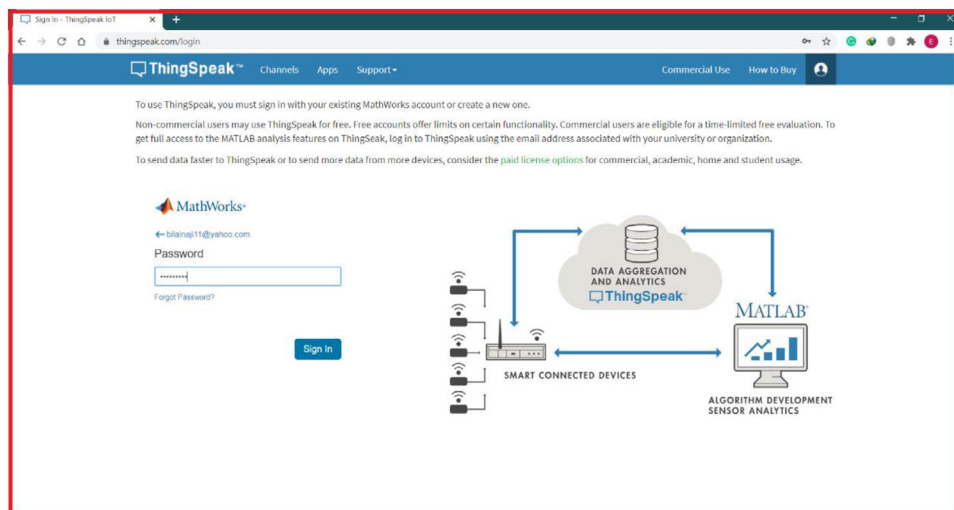 Sign In - ThingSpeak IoT
thingspeak.com/login
E
ThingSpeak™ Channels Apps Support Commercial Use How to Buy
To use ThingSpeak, you must sign in with your existing MathWorks account or create a new one.
Non-commercial users may use ThingSpeak for free. Free accounts offer limits on certain functionality. Commercial users are eligible for a time-limited free evaluation. To
get full access to the MATLAB analysis features on ThingSeak, log in to ThingSpeak using the email address associated with your university or organization.
To send data faster to ThingSpeak or to send more data from more devices, consider the paid license options for commercial, academic, home and student usage.
MathWorks®
Password
Forgot Password?
Sign In
DATA AGGREGATION
AND ANALYTICS
ThingSpeak
SMART CONNECTED DEVICES
MATLAB®
ALGORITHM DEVELOPMENT
SENSOR ANALYTICS